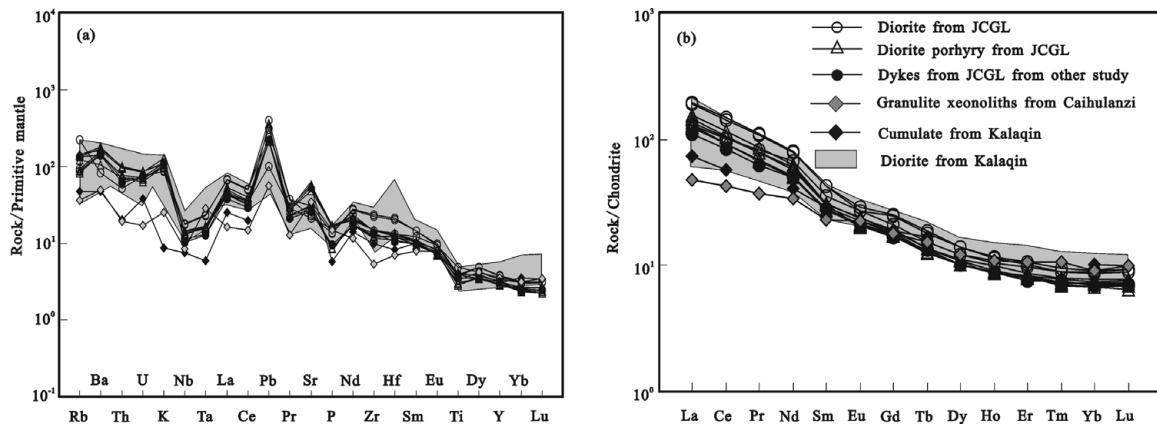 (a)
10⁴
10³
10²
10¹
10⁰
10⁻¹
Rock/Primitive mantle
Ba U Nb La Pb Sr Nd Hf Eu Dy Yb
Rb Th K Ta Ce Pr P Zr Sm Ti Y Lu
(b)
10³
10²
10¹
10⁰
Rock/Chondrite
Diorite from JCGL
Diorite porhyry from JCGL
Dykes from JCGL from other study
Granulite xeonoliths from Caihulanzi
Cumulate from Kalaqin
Diorite from Kalaqin
La Ce Pr Nd Sm Eu Gd Tb Dy Ho Er Tm Yb Lu